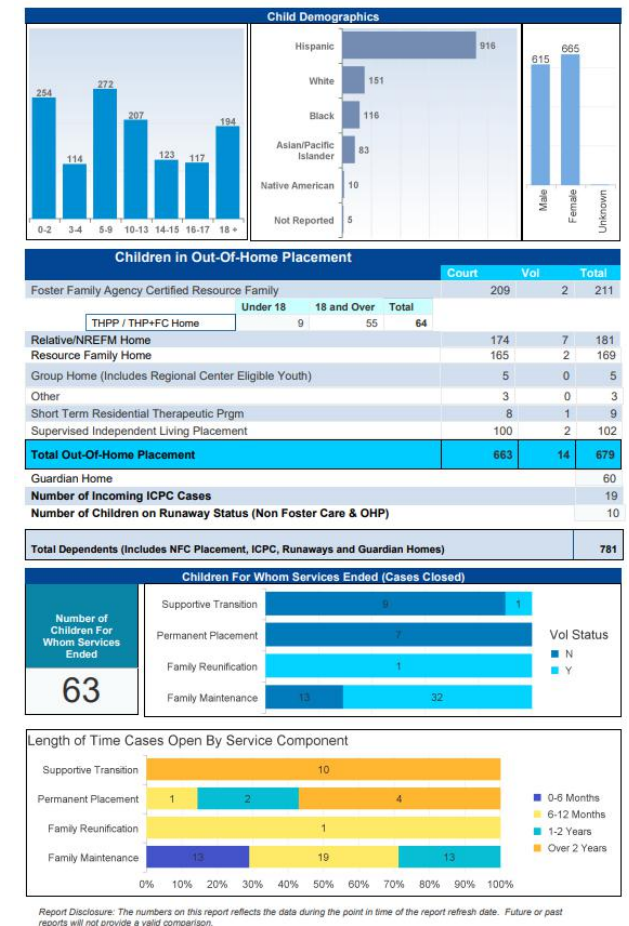 Child Demographics
254
114
272
207
123
117
194
0-2 3-4 5-9 10-13 14-15 16-17 18 +
Hispanic 916
White 151
Black 116
Asian/Pacific
Islander 83
Native American 10
Not Reported 5
615
665
Male
Female
Unknown
Children in Out-Of-Home Placement
Court Vol Total
Foster Family Agency Certified Resource Family 209 2 211
Under 18 18 and Over Total
THPP / THP+FC Home 9 55 64
Relative/NREFM Home 174 7 181
Resource Family Home 165 2 169
Group Home (Includes Regional Center Eligible Youth) 5 0 5
Other 3 0 3
Short Term Residential Therapeutic Prgm 8 1 9
Supervised Independent Living Placement 100 2 102
Total Out-Of-Home Placement 663 14 679
Guardian Home 60
Number of Incoming ICPC Cases 19
Number of Children on Runaway Status (Non Foster Care & OHP) 10
Total Dependents (Includes NFC Placement, ICPC, Runaways and Guardian Homes) 781
Children For Whom Services Ended (Cases Closed)
Number of
Children For
Whom Services
Ended
63
Supportive Transition 9 1
Permanent Placement 7
Family Reunification 1
Family Maintenance 13 32
Vol Status
N
Y
Length of Time Cases Open By Service Component
Supportive Transition 10
Permanent Placement 1 2 4
Family Reunification 1
Family Maintenance 13 19 13
0% 10% 20% 30% 40% 50% 60% 70% 80% 90% 100%
0-6 Months
6-12 Months
1-2 Years
Over 2 Years
Report Disclosure: The numbers on this report reflects the data during the point in time of the report refresh date. Future or past
reports will not provide a valid comparison.